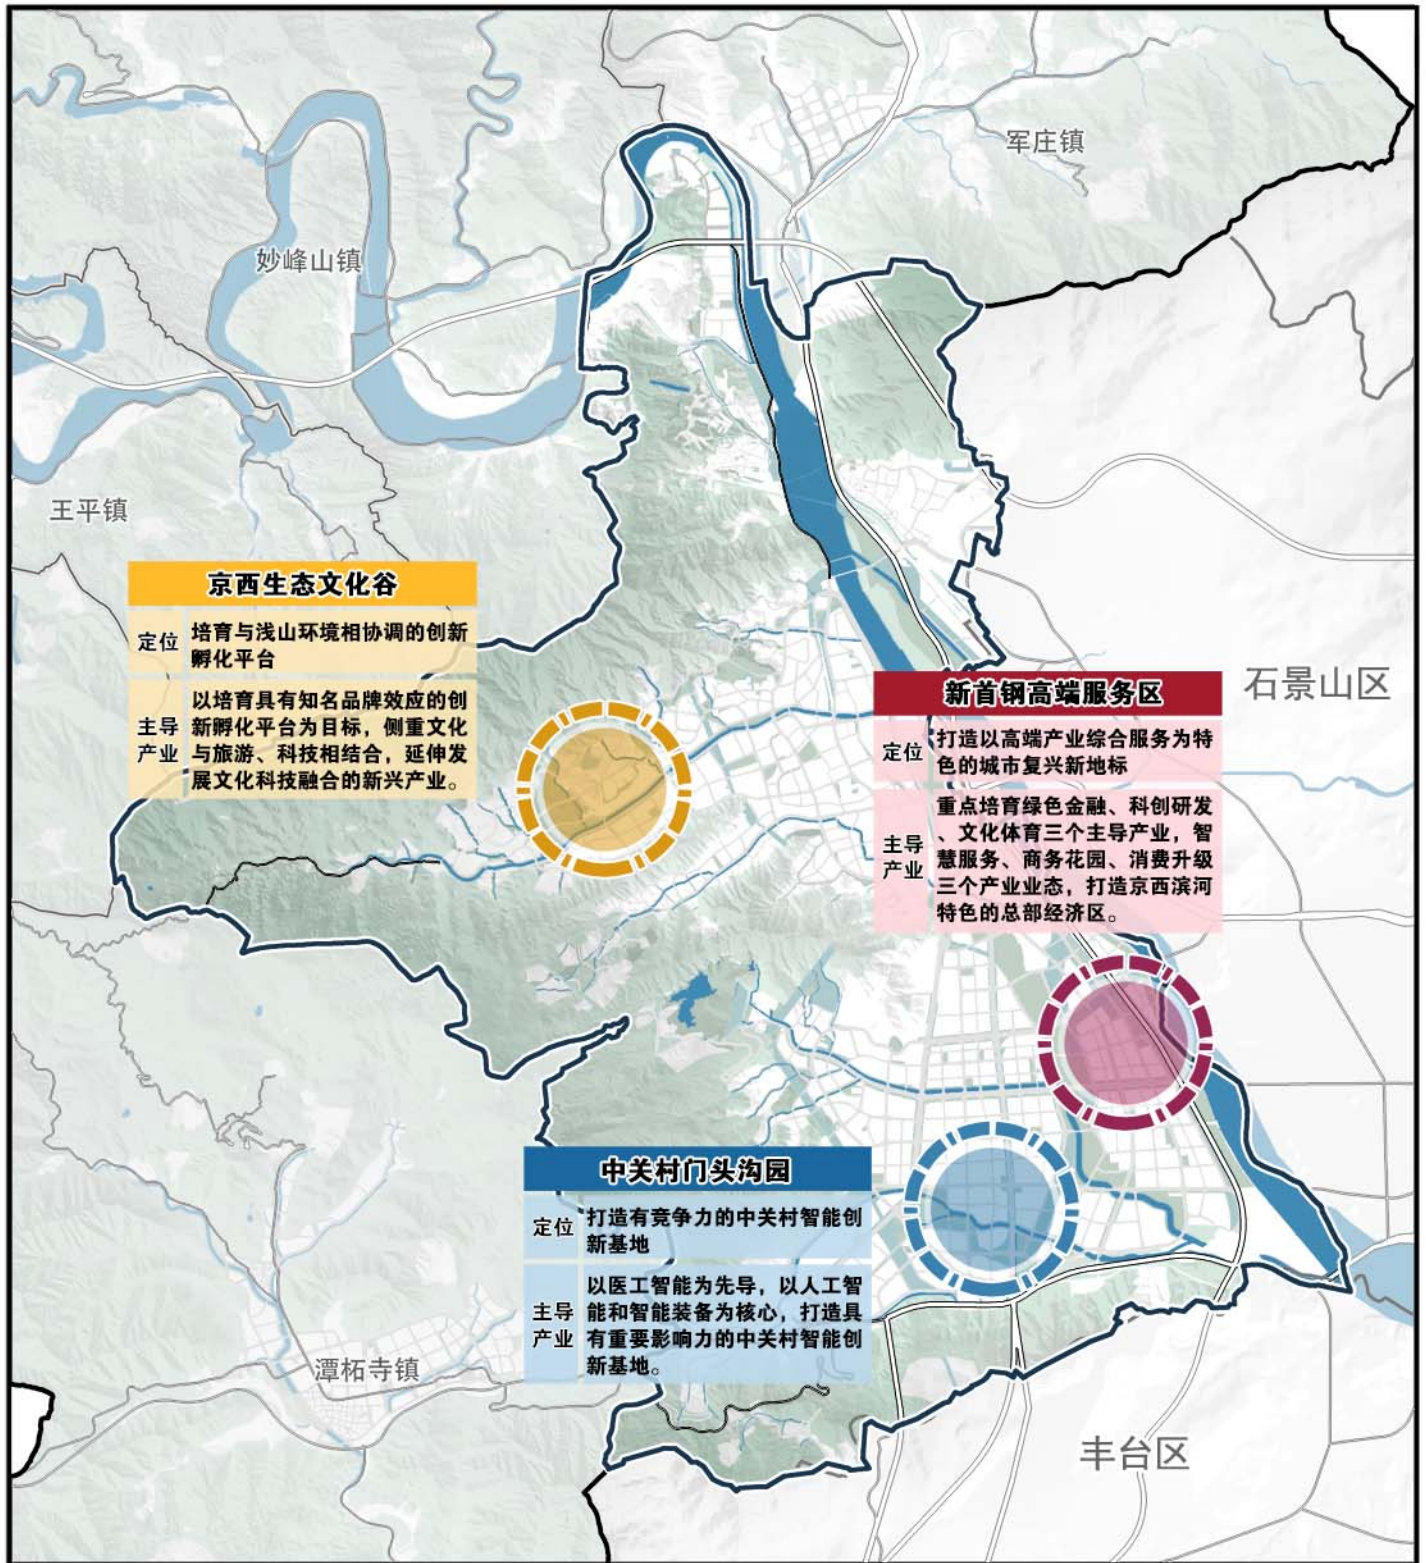 军庄镇
妙峰山镇
王平镇
京西生态文化谷
定位
培育与浅山环境相协调的创新
孵化平台
主导
产业
以培育具有知名品牌效应的创
新孵化平台为目标，侧重文化
与旅游、科技相结合，延伸发
展文化科技融合的新兴产业。
石景山区
新首钢高端服务区
定位
打造以高端产业综合服务为特
色的城市复兴新地标
主导
产业
重点培育绿色金融、科创研发
、文化体育三个主导产业，智
慧服务、商务花园、消费升级
三个产业业态，打造京西滨河
特色的总部经济区。
中关村门头沟园
定位
打造有竞争力的中关村智能创
新基地
主导
产业
以医工智能为先导，以人工智
能和智能装备为核心，打造具
有重要影响力的中关村智能创
新基地。
潭柘寺镇
丰台区